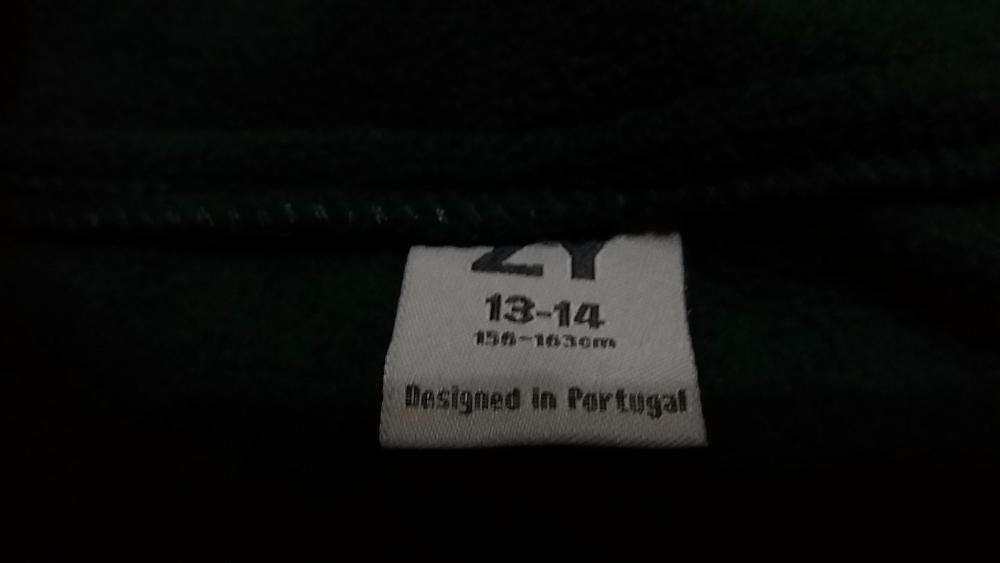 ZY
13-14
156-163cm
Designed in Portugal